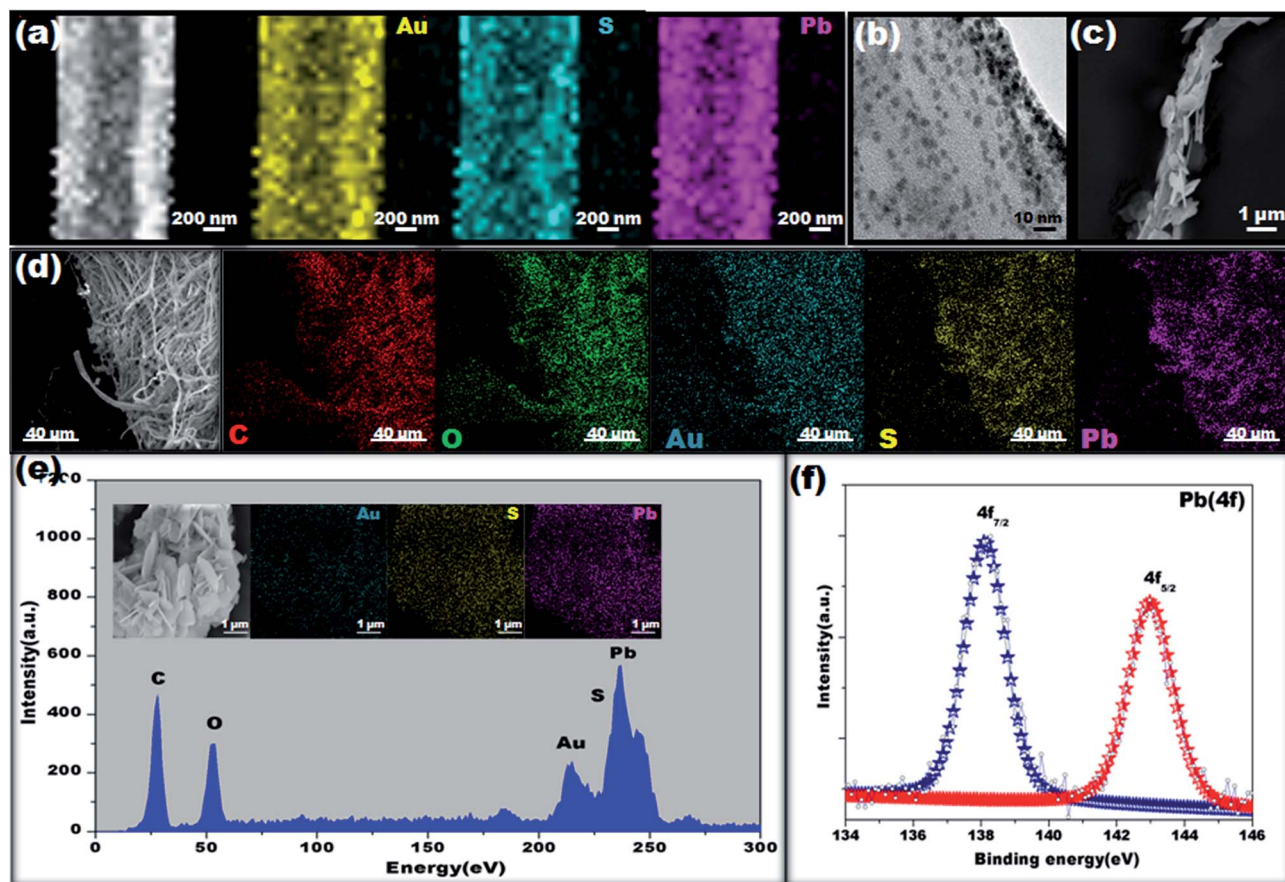 (a)
Au
S
Pb
200 nm
200 nm
200 nm
200 nm
(b)
10 nm
(c)
1 µm
(d)
40 µm
C
40 µm
O
40 µm
Au
40 µm
S
40 µm
Pb
40 µm
(e)
1200
1000
800
600
400
200
0
Intensity(a.u.)
Au
S
Pb
1 µm
1 µm
1 µm
1 µm
C
O
Au
S
Pb
0 50 100 150 200 250 300
Energy(eV)
(f)
Pb(4f)
4f7/2
4f5/2
Intensity(a.u.)
134 136 138 140 142 144 146
Binding energy(eV)